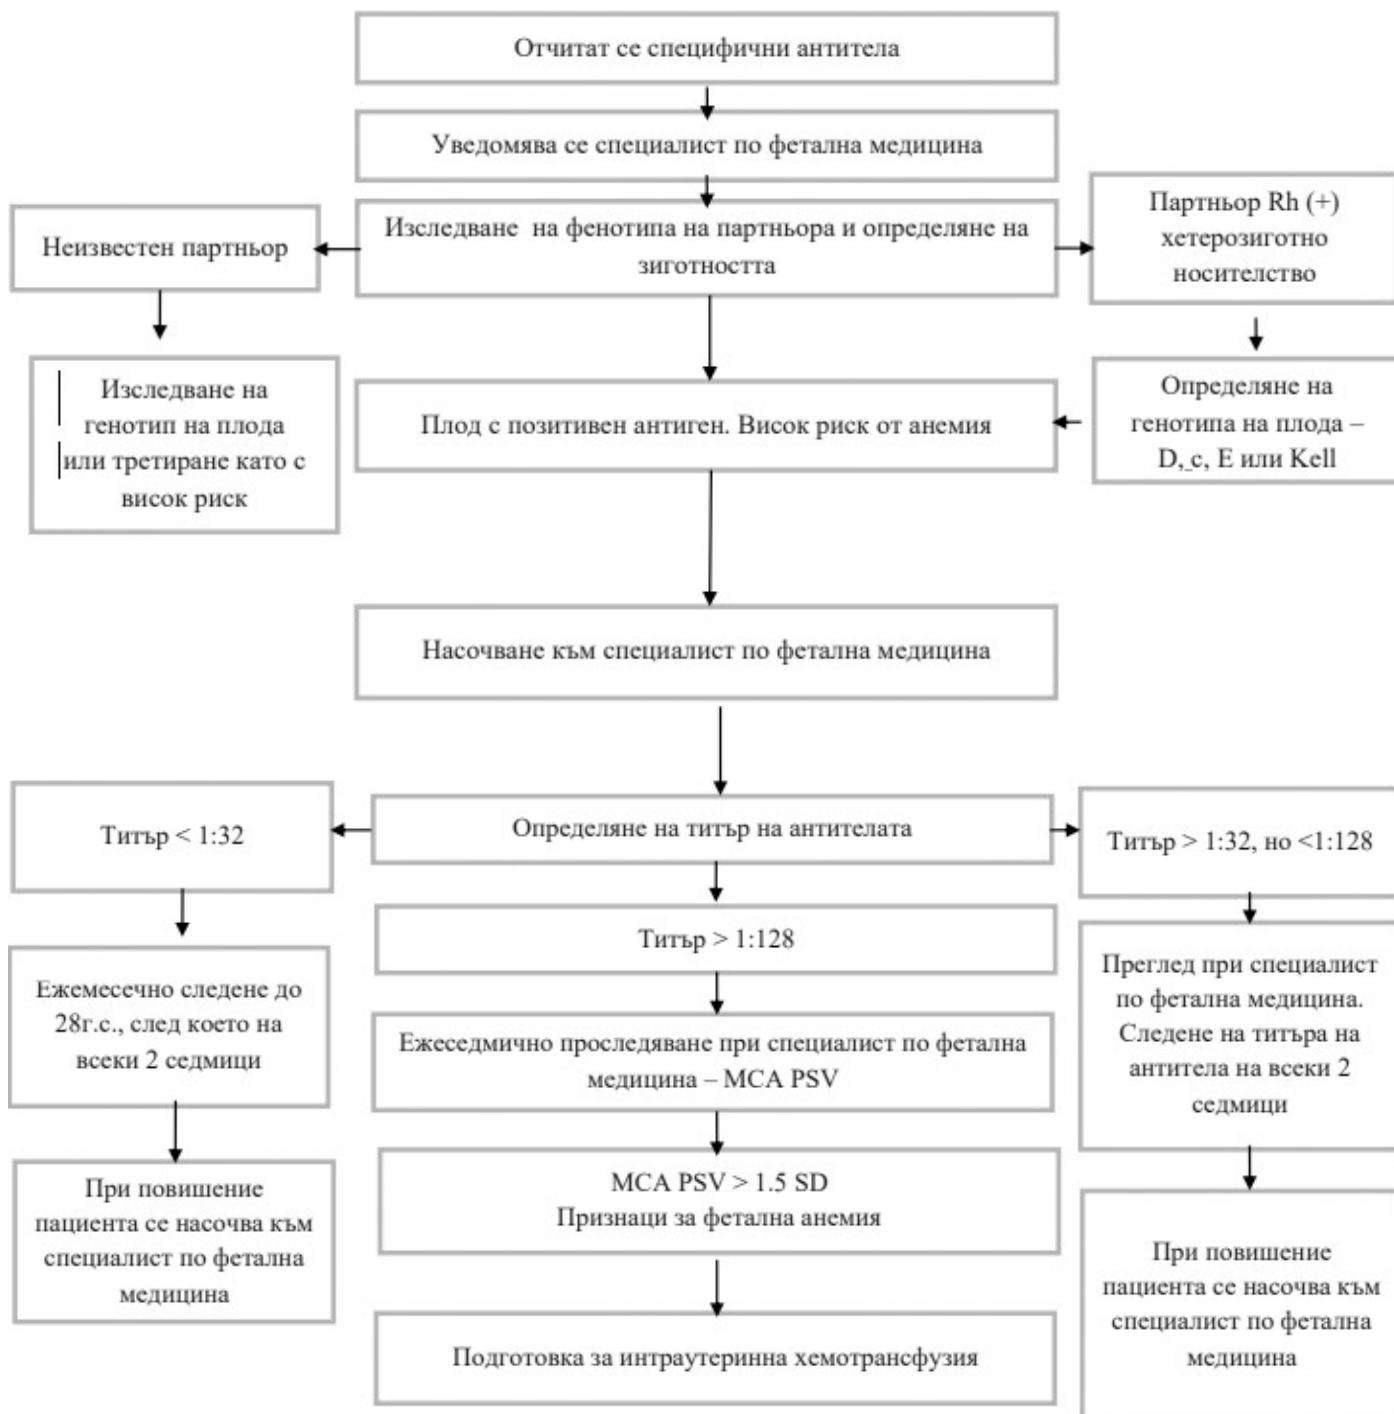 Отчитат се специфични антитела
Уведомява се специалист по фетална медицина
Изследване на фенотипа на партньора и определяне на
зиготността
Неизвестен партньор
Партньор Rh (+)
хетерозиготно
носителство
Изследване на
генотип на плода
или третиране като с
висок риск
Плод с позитивен антиген. Висок риск от анемия
Определяне на
генотипа на плода –
D, c, E или Kell
Насочване към специалист по фетална медицина
Определяне на титър на антителата
Титър < 1:32
Ежемесечно следене до
28г.с., след което на
всеки 2 седмици
При повишение
пациента се насочва към
специалист по фетална
медицина
Титър > 1:128
Ежеседмично проследяване при специалист по фетална
медицина – MCA PSV
MCA PSV > 1.5 SD
Признаци за фетална анемия
Подготовка за интраутеринна хемотрансфузия
Титър > 1:32, но <1:128
Преглед при специалист
по фетална медицина.
Следене на титъра на
антитела на всеки 2
седмици
При повишение
пациента се насочва към
специалист по фетална
медицина